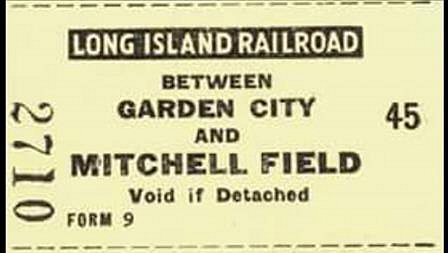 LONG ISLAND RAILROAD
BETWEEN
GARDEN CITY
AND
MITCHELL FIELD
Void if Detached
FORM 9
45
2710